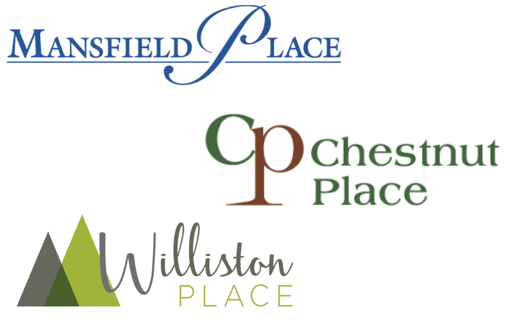 MANSFIELD PLACE
cp Chestnut
Place
Williston
PLACE